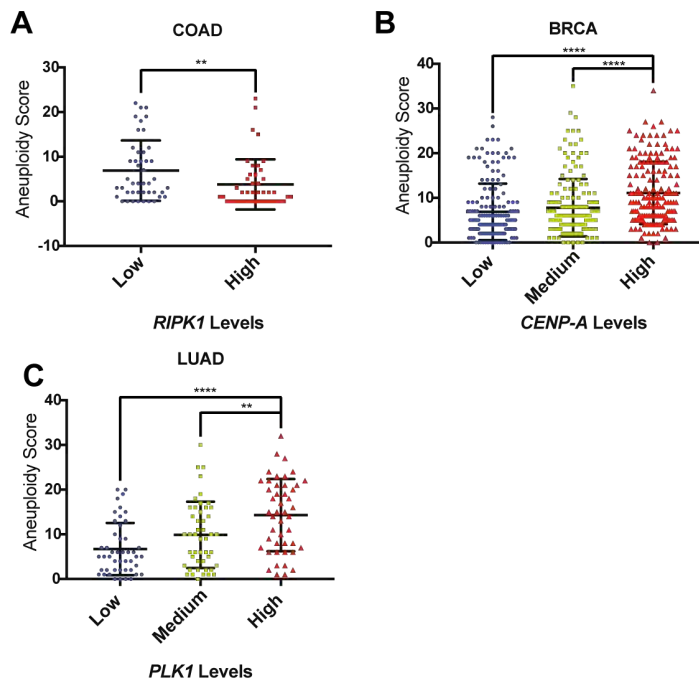 A
COAD
**
Aneuploidy Score
30
20
10
0
-10
Low
High
RIPK1 Levels
B
BRCA
****
****
Aneuploidy Score
40
30
20
10
0
Low
Medium
High
CENP-A Levels
C
LUAD
****
**
Aneuploidy Score
40
30
20
10
0
Low
Medium
High
PLK1 Levels